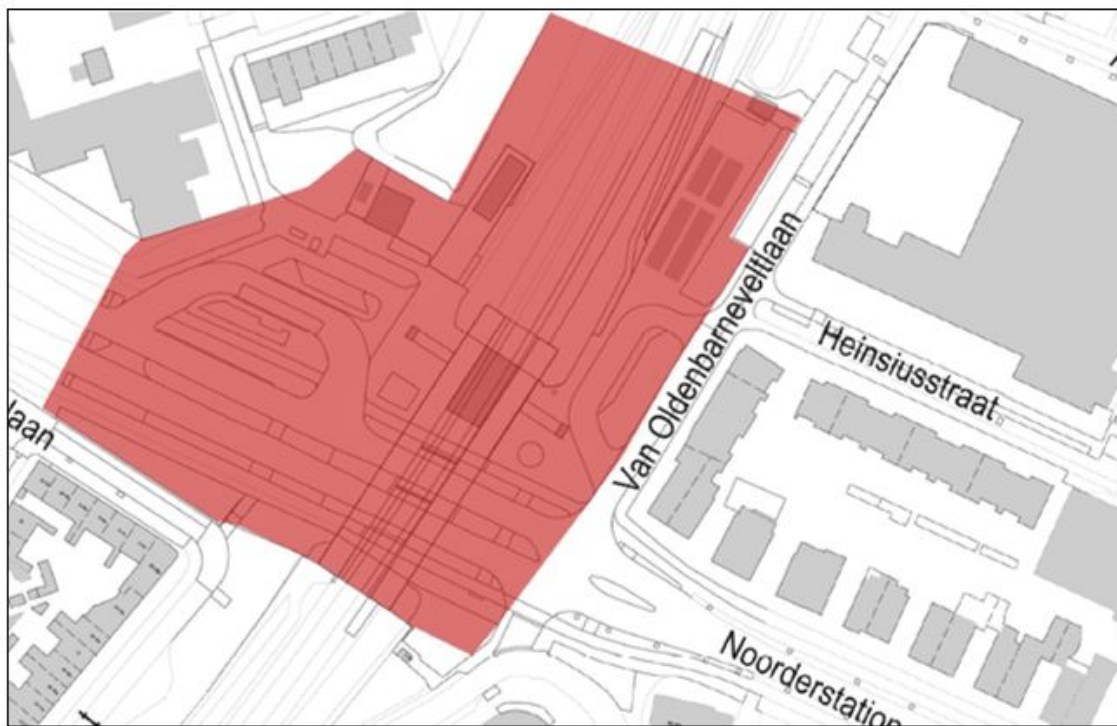 Van Oldenbarneveltlaan
Heinsiusstraat
laan
Noorderstation